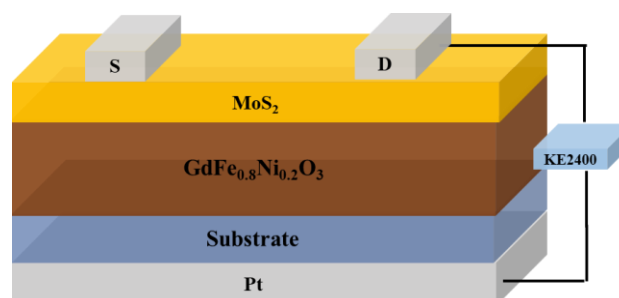 S
D
MoS₂
KE2400
GdFe₀.₈Ni₀.₂O₃
Substrate
Pt